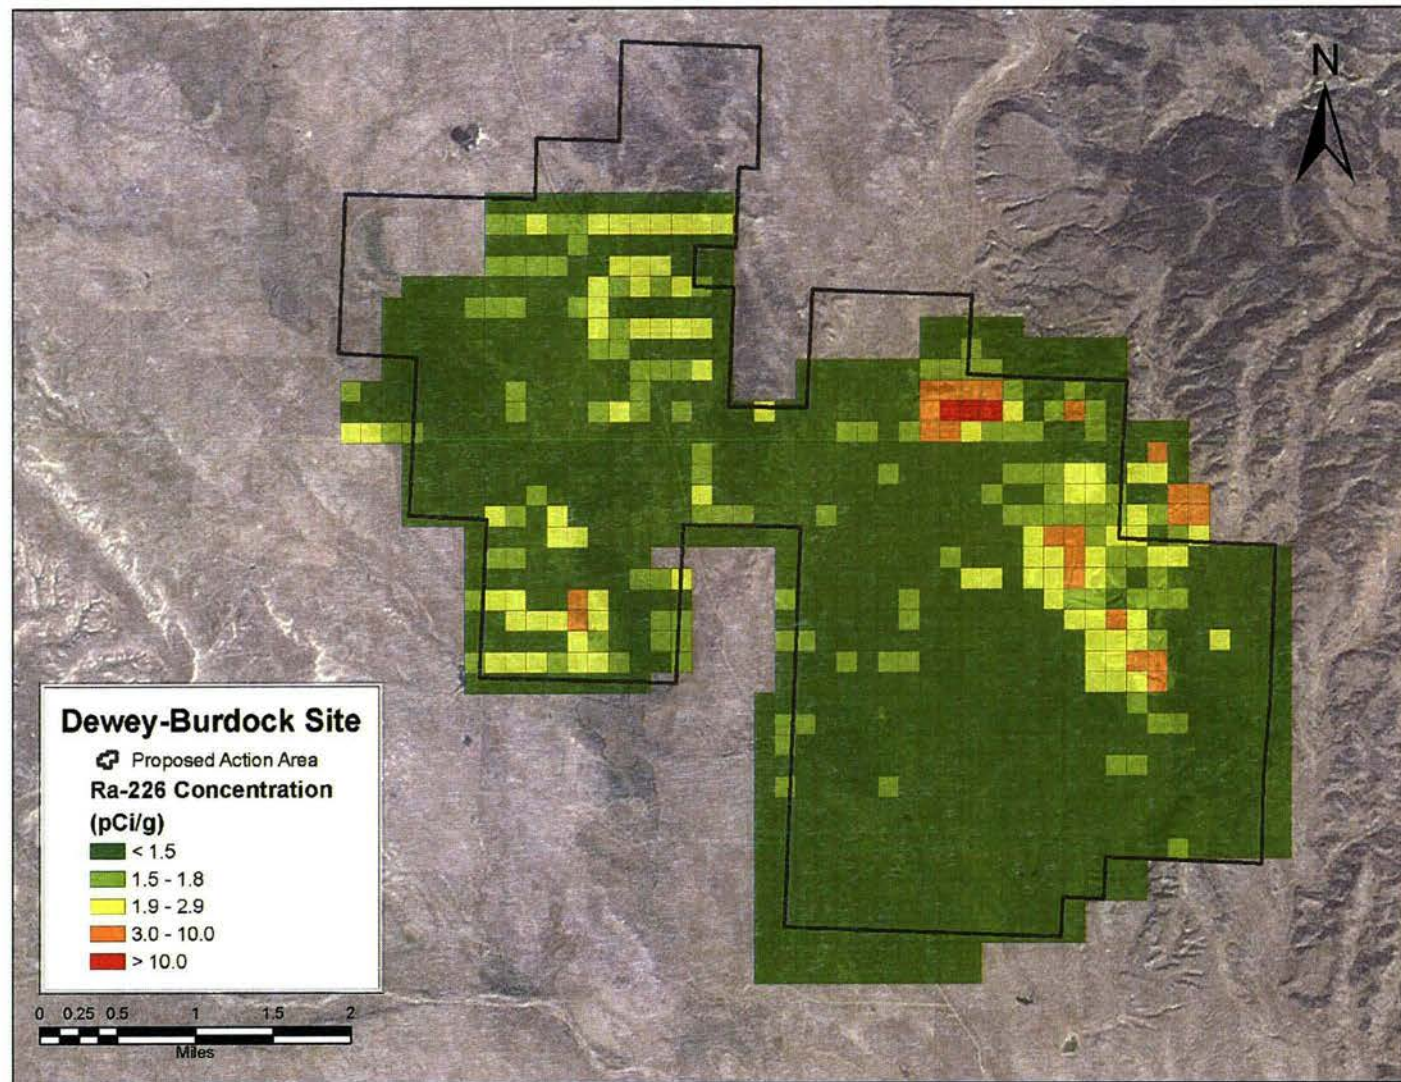 N
Dewey-Burdock Site
Proposed Action Area
Ra-226 Concentration
(pCi/g)
< 1.5
1.5 - 1.8
1.9 - 2.9
3.0 - 10.0
> 10.0
0 0.25 0.5 1 1.5 2
Miles